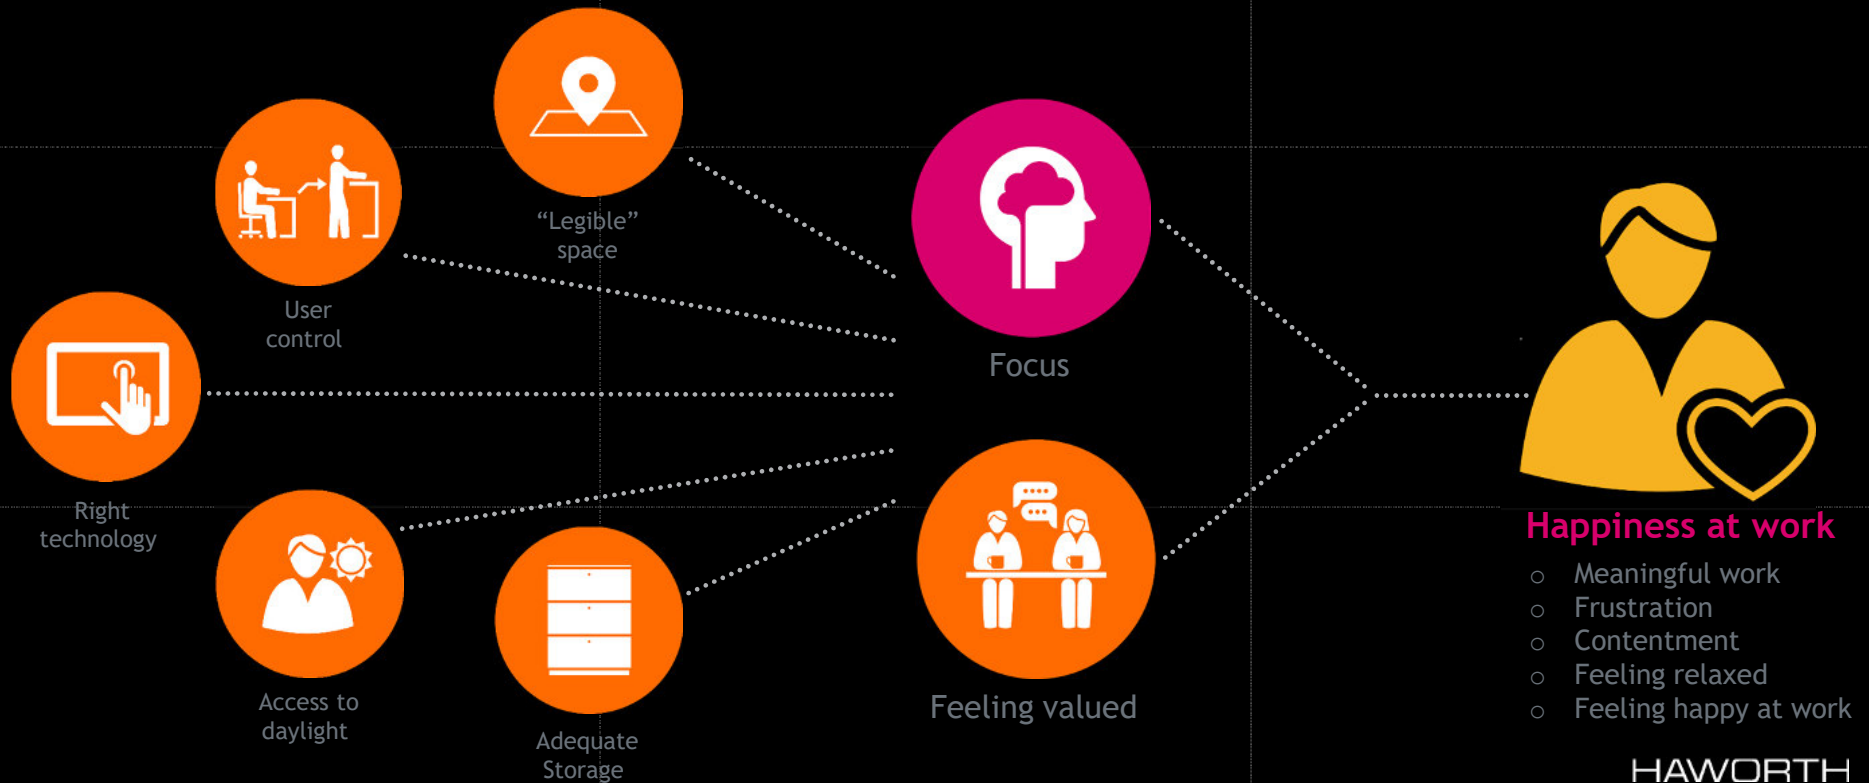 “Legible”
space
User
control
Right
technology
Access to
daylight
Adequate
Storage
Focus
Feeling valued
Happiness at work
○ Meaningful work
○ Frustration
○ Contentment
○ Feeling relaxed
○ Feeling happy at work
HAWORTH